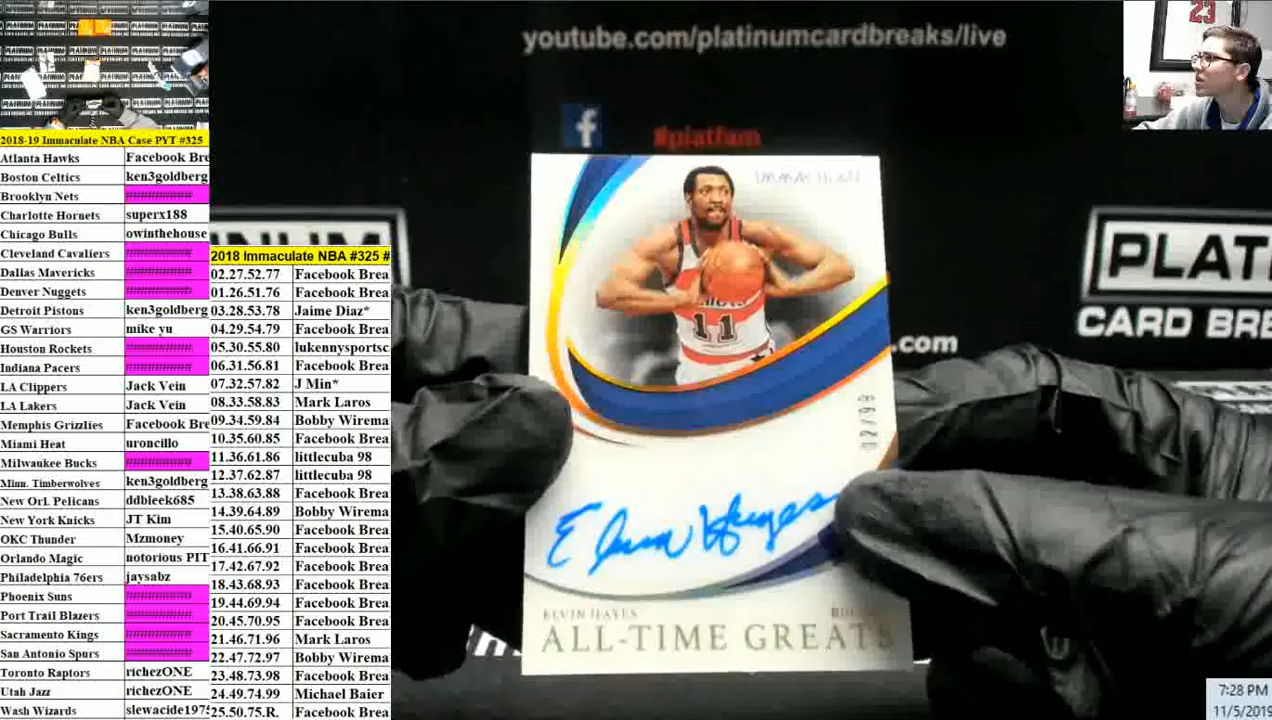 youtube.com/platinumcardbreaks/live
23
f
#platfam
2018-19 Immaculate NBA Case PYT #325
Atlanta Hawks Facebook Bre
Boston Celtics ken3goldberg
Brooklyn Nets ##########
Charlotte Hornets superx188
Chicago Bulls owinthehouse
Cleveland Cavaliers ##########
Dallas Mavericks ##########
Denver Nuggets ##########
Detroit Pistons ken3goldberg
GS Warriors mike yu
Houston Rockets ##########
Indiana Pacers ##########
LA Clippers Jack Vein
LA Lakers Jack Vein
Memphis Grizzlies Facebook Bre
Miami Heat uroncillo
Milwaukee Bucks ##########
Minn. Timberwolves ken3goldberg
New Orl. Pelicans ddbleek685
New York Knicks JT Kim
OKC Thunder Mzmoney
Orlando Magic notorious PIT
Philadelphia 76ers jaysabz
Phoenix Suns ##########
Port Trail Blazers ##########
Sacramento Kings ##########
San Antonio Spurs ##########
Toronto Raptors richezONE
Utah Jazz richezONE
Wash Wizards slewacide1975
2018 Immaculate NBA #325 #
02.27.52.77 Facebook Brea
01.26.51.76 Facebook Brea
03.28.53.78 Jaime Diaz*
04.29.54.79 Facebook Brea
05.30.55.80 lukennysportsc
06.31.56.81 Facebook Brea
07.32.57.82 J Min*
08.33.58.83 Mark Laros
09.34.59.84 Bobby Wirema
10.35.60.85 Facebook Brea
11.36.61.86 littlecuba 98
12.37.62.87 littlecuba 98
13.38.63.88 Facebook Brea
14.39.64.89 Bobby Wirema
15.40.65.90 Facebook Brea
16.41.66.91 Facebook Brea
17.42.67.92 Facebook Brea
18.43.68.93 Facebook Brea
19.44.69.94 Facebook Brea
20.45.70.95 Facebook Brea
21.46.71.96 Mark Laros
22.47.72.97 Bobby Wirema
23.48.73.98 Facebook Brea
24.49.74.99 Michael Baier
25.50.75.R. Facebook Brea
IMMACULATE
11
02/99
Elvin Hayes
ELVIN HAYES
ALL-TIME GREAT
PLATI
CARD BRE
.com
7:28 PM
11/5/2019